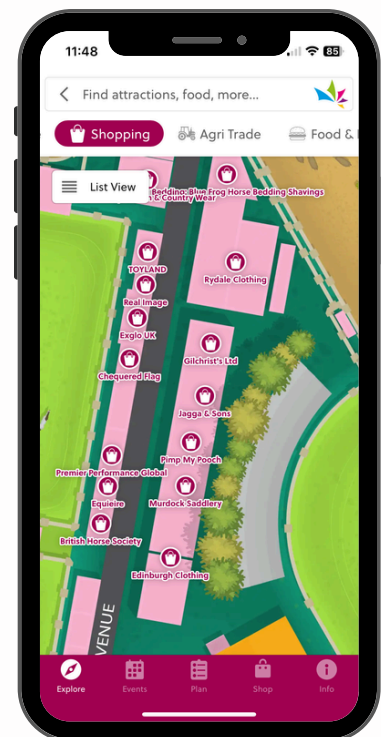 11:48
85
Find attractions, food, more...
Shopping
Agri Trade
Food &
List View
Bedding: Blue Frog Horse Bedding Shavings
& Country Wear
TOYLAND
Rydale Clothing
Real Image
Exglo UK
Gilchrist's Ltd
Chequered Flag
Jagga & Sons
Pimp My Pooch
Premier Performance Global
Equieire
Murdock Saddlery
British Horse Society
Edinburgh Clothing
VENUE
Explore
Events
Plan
Shop
Info